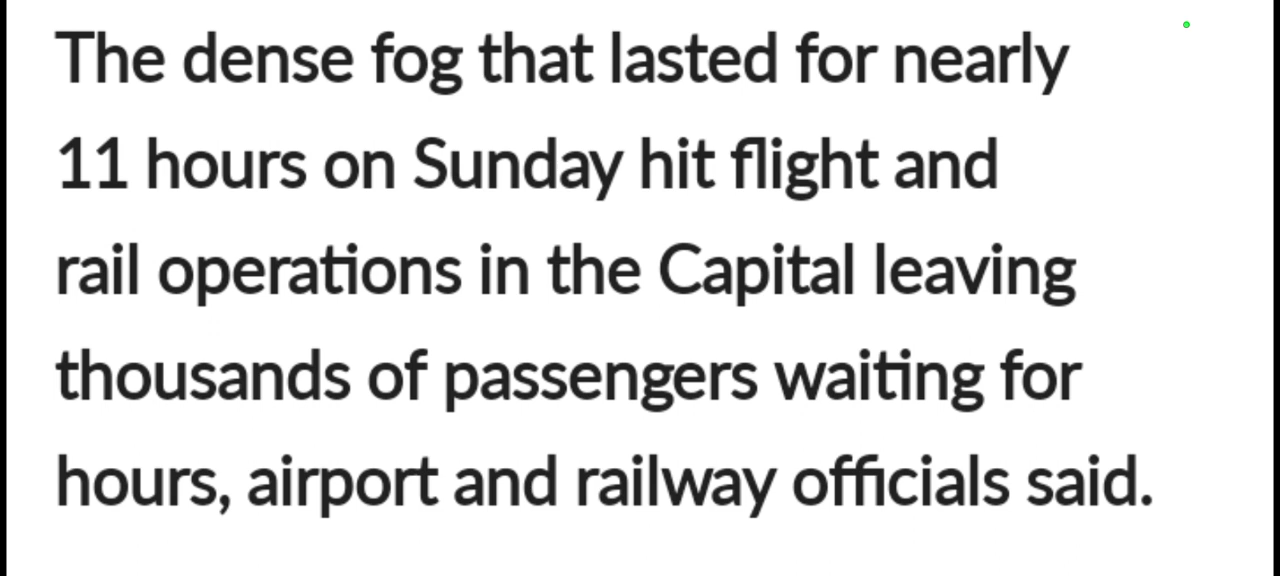 The dense fog that lasted for nearly
11 hours on Sunday hit flight and
rail operations in the Capital leaving
thousands of passengers waiting for
hours, airport and railway officials said.